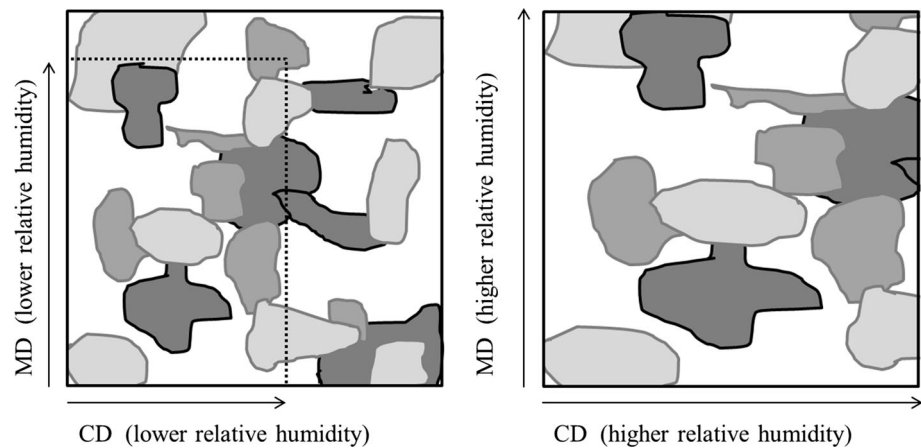 MD (lower relative humidity)
CD (lower relative humidity)
MD (higher relative humidity)
CD (higher relative humidity)